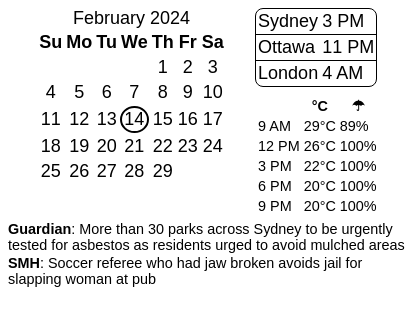 February 2024
Su Mo Tu We Th Fr Sa
1 2 3
4 5 6 7 8 9 10
11 12 13 14 15 16 17
18 19 20 21 22 23 24
25 26 27 28 29
Sydney 3 PM
Ottawa 11 PM
London 4 AM
°C ☂
9 AM 29°C 89%
12 PM 26°C 100%
3 PM 22°C 100%
6 PM 20°C 100%
9 PM 20°C 100%
Guardian: More than 30 parks across Sydney to be urgently
tested for asbestos as residents urged to avoid mulched areas
SMH: Soccer referee who had jaw broken avoids jail for
slapping woman at pub